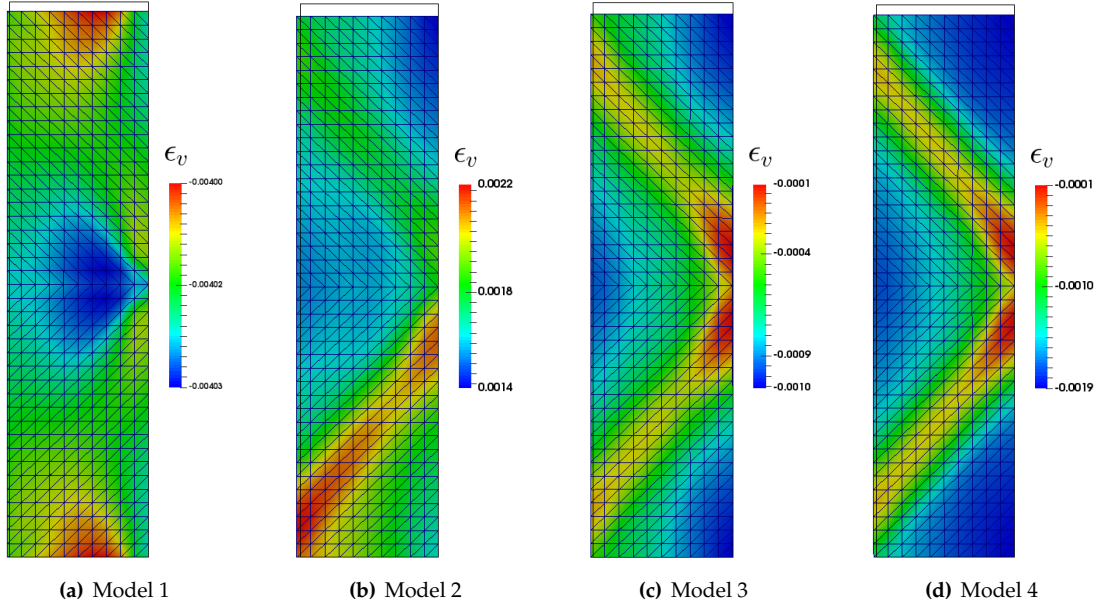 ϵv
-0.00400
-0.00402
-0.00403
ϵv
0.0022
0.0018
0.0014
ϵv
-0.0001
-0.0004
-0.0009
-0.0010
ϵv
-0.0001
-0.0010
-0.0019
(a) Model 1
(b) Model 2
(c) Model 3
(d) Model 4